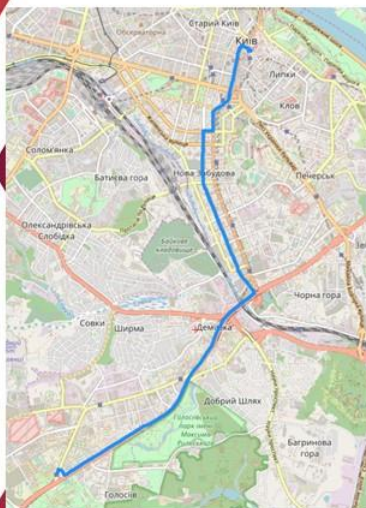 Старий Київ
Обсерваторна
Київ
Липки
Клов
Солом'янка
Батиєва гора
Нова Забудова
Печерськ
Олександрівська
Слобідка
Байкове
кладовище
Чорна гора
Совки
Ширма
Деміївка
Добрий Шлях
Голосіївський
парк імені
Максима
Рильського
Багринова
гора
Голосіїв